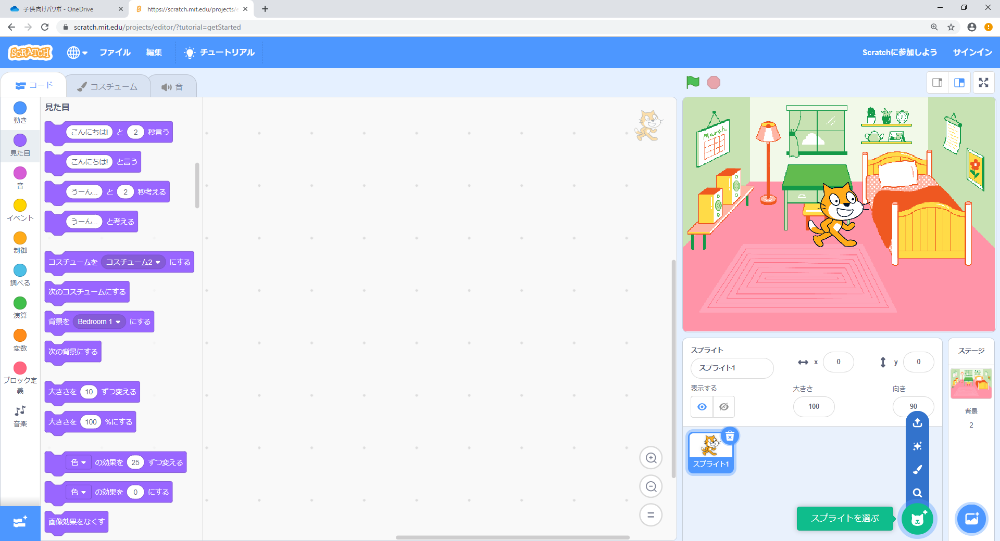 子供向けパワポ - OneDrive
https://scratch.mit.edu/projects/e
scratch.mit.edu/projects/editor/?tutorial=getStarted
SCRATCH
ファイル
編集
チュートリアル
Scratchに参加しよう
サインイン
コード
コスチューム
音
動き
見た目
音
イベント
制御
調べる
演算
変数
ブロック定
義
音楽
見た目
こんにちは! と 2 秒言う
こんにちは! と言う
うーん... と 2 秒考える
うーん... と考える
コスチュームを コスチューム2 にする
次のコスチュームにする
背景を Bedroom 1 にする
次の背景にする
大きさを 10 ずつ変える
大きさを 100 %にする
色 の効果を 25 ずつ変える
色 の効果を 0 にする
画像効果をなくす
March
スプライト
スプライト1
x 0
y 0
表示する
大きさ
100
向き
90
スプライト1
スプライトを選ぶ
ステージ
背景
2